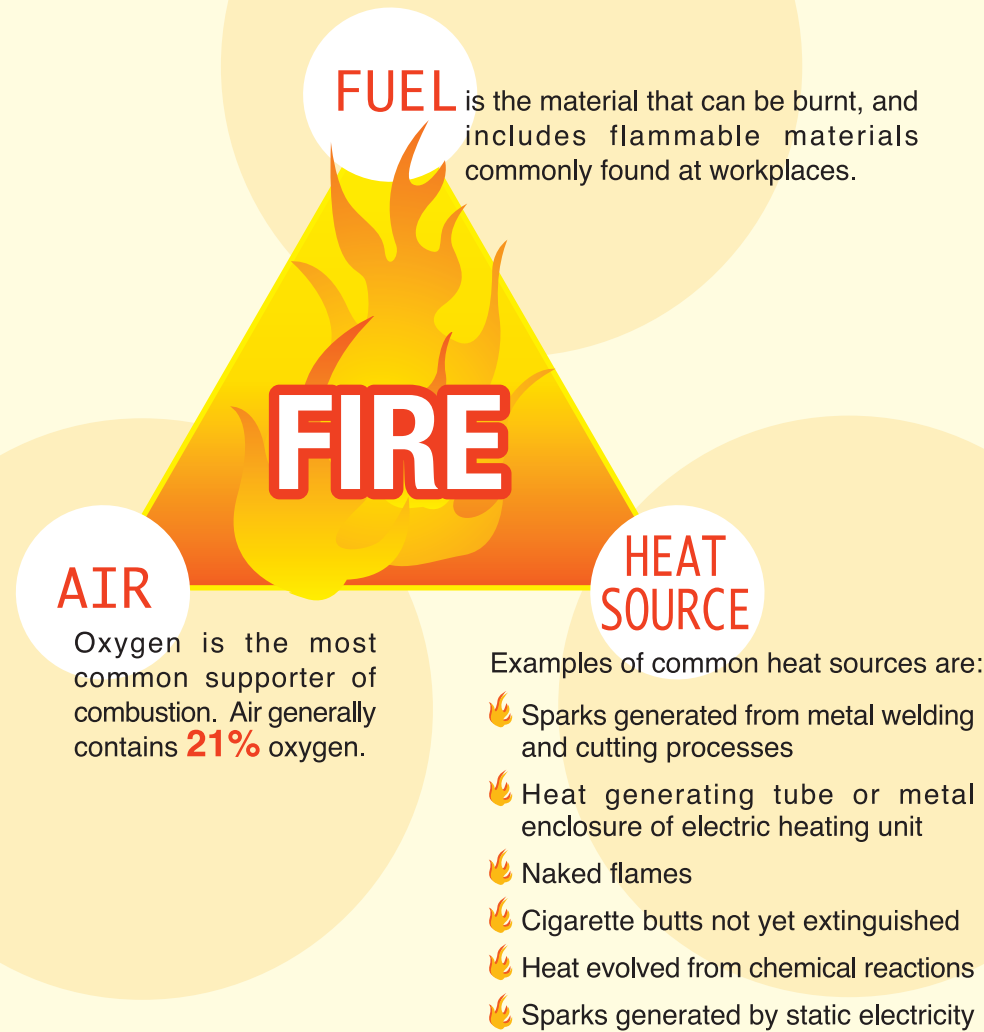 FUEL is the material that can be burnt, and
includes flammable materials
commonly found at workplaces.
FIRE
AIR
Oxygen is the most
common supporter of
combustion. Air generally
contains 21% oxygen.
HEAT
SOURCE
Examples of common heat sources are:
Sparks generated from metal welding
and cutting processes
Heat generating tube or metal
enclosure of electric heating unit
Naked flames
Cigarette butts not yet extinguished
Heat evolved from chemical reactions
Sparks generated by static electricity